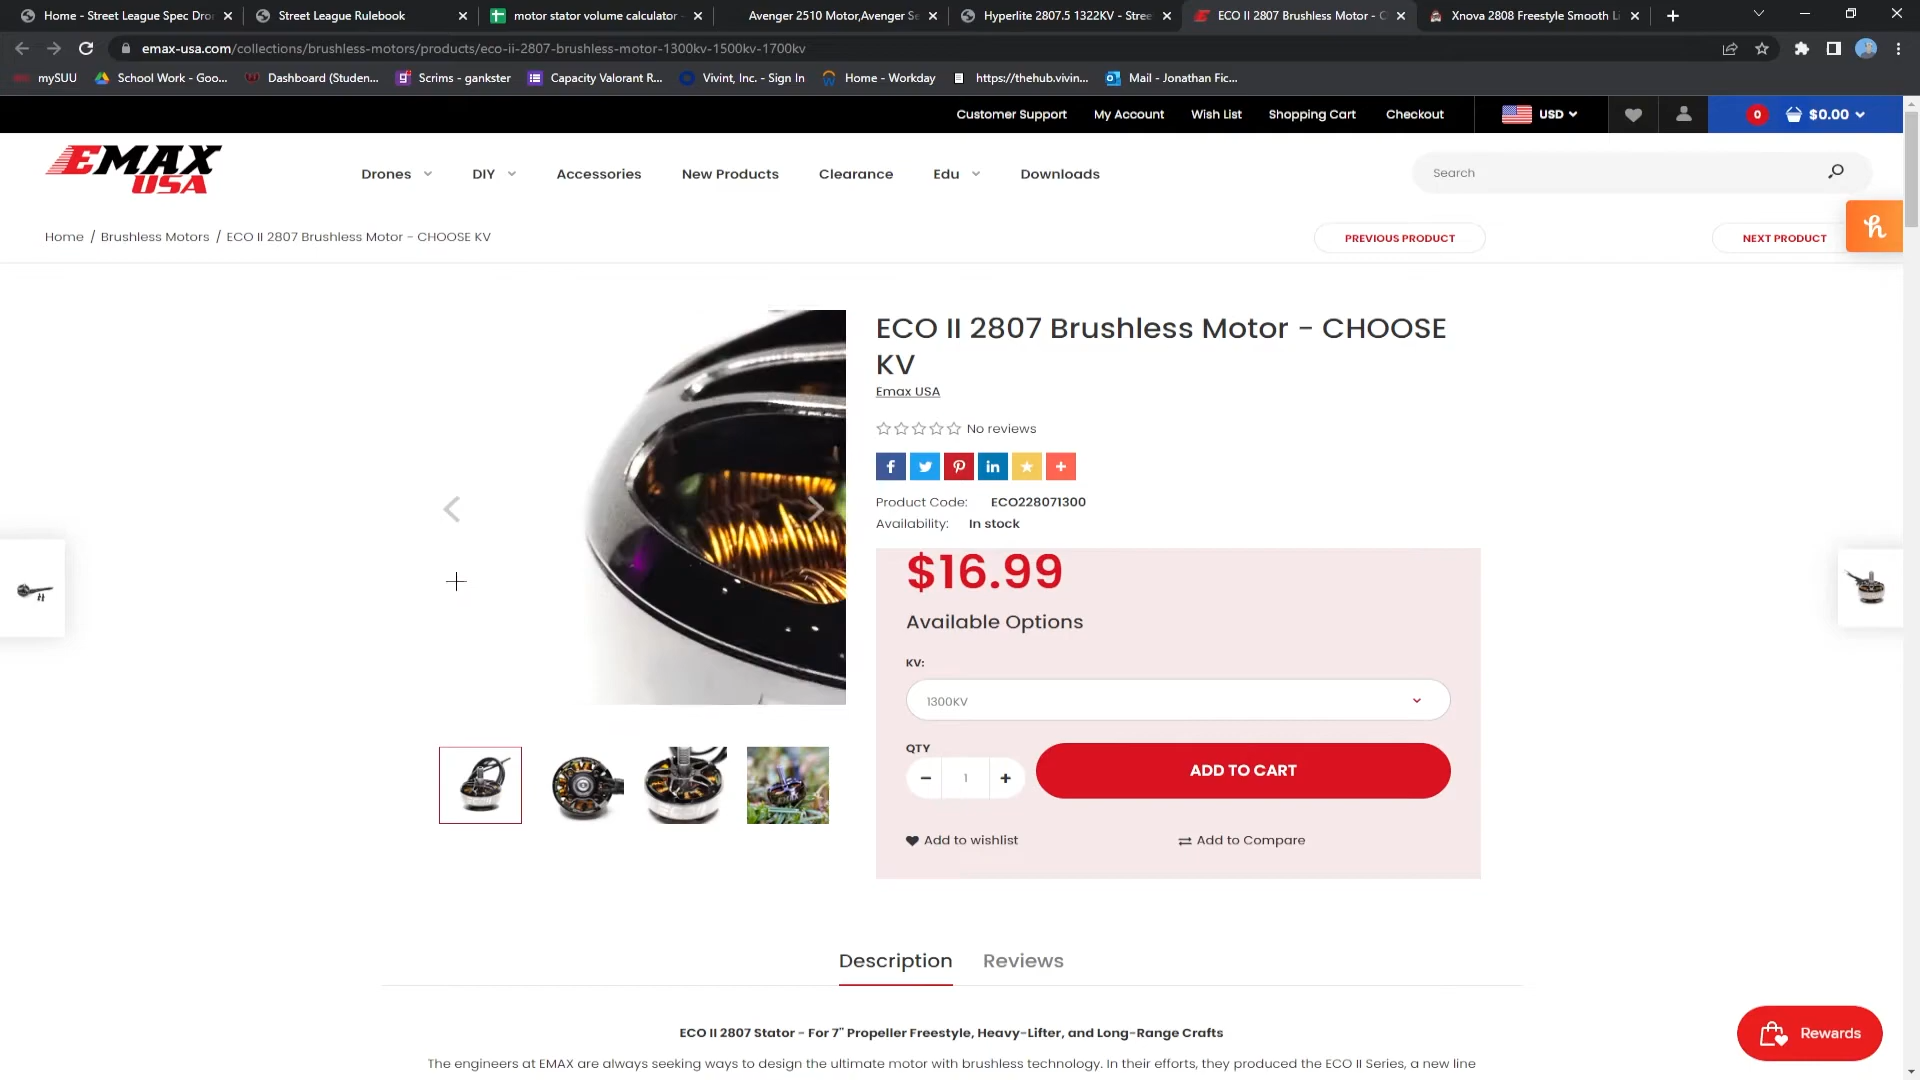 Home - Street League Spec Dro
Street League Rulebook
motor stator volume calculator -
Avenger 2510 Motor,Avenger Se
Hyperlite 2807.5 1322KV - Stree
ECO II 2807 Brushless Motor - C
Xnova 2808 Freestyle Smooth Li
emax-usa.com/collections/brushless-motors/products/eco-ii-2807-brushless-motor-1300kv-1500kv-1700kv
mySUU
School Work - Goo...
Dashboard (Studen...
Scrims - gankster
Capacity Valorant R...
Vivint, Inc. - Sign In
Home - Workday
https://thehub.vivin...
Mail - Jonathan Fic...
Customer Support
My Account
Wish List
Shopping Cart
Checkout
USD
0
$0.00
EMAX
USA
Drones
DIY
Accessories
New Products
Clearance
Edu
Downloads
Search
Home / Brushless Motors / ECO II 2807 Brushless Motor - CHOOSE KV
PREVIOUS PRODUCT
NEXT PRODUCT
h
ECO II 2807 Brushless Motor - CHOOSE
KV
Emax USA
No reviews
Product Code: ECO228071300
Availability: In stock
$16.99
Available Options
KV:
1300KV
QTY
- 1 +
ADD TO CART
Add to wishlist
Add to Compare
Description
Reviews
ECO II 2807 Stator - For 7" Propeller Freestyle, Heavy-Lifter, and Long-Range Crafts
The engineers at EMAX are always seeking ways to design the ultimate motor with brushless technology. In their efforts, they produced the ECO II Series, a new line
Rewards